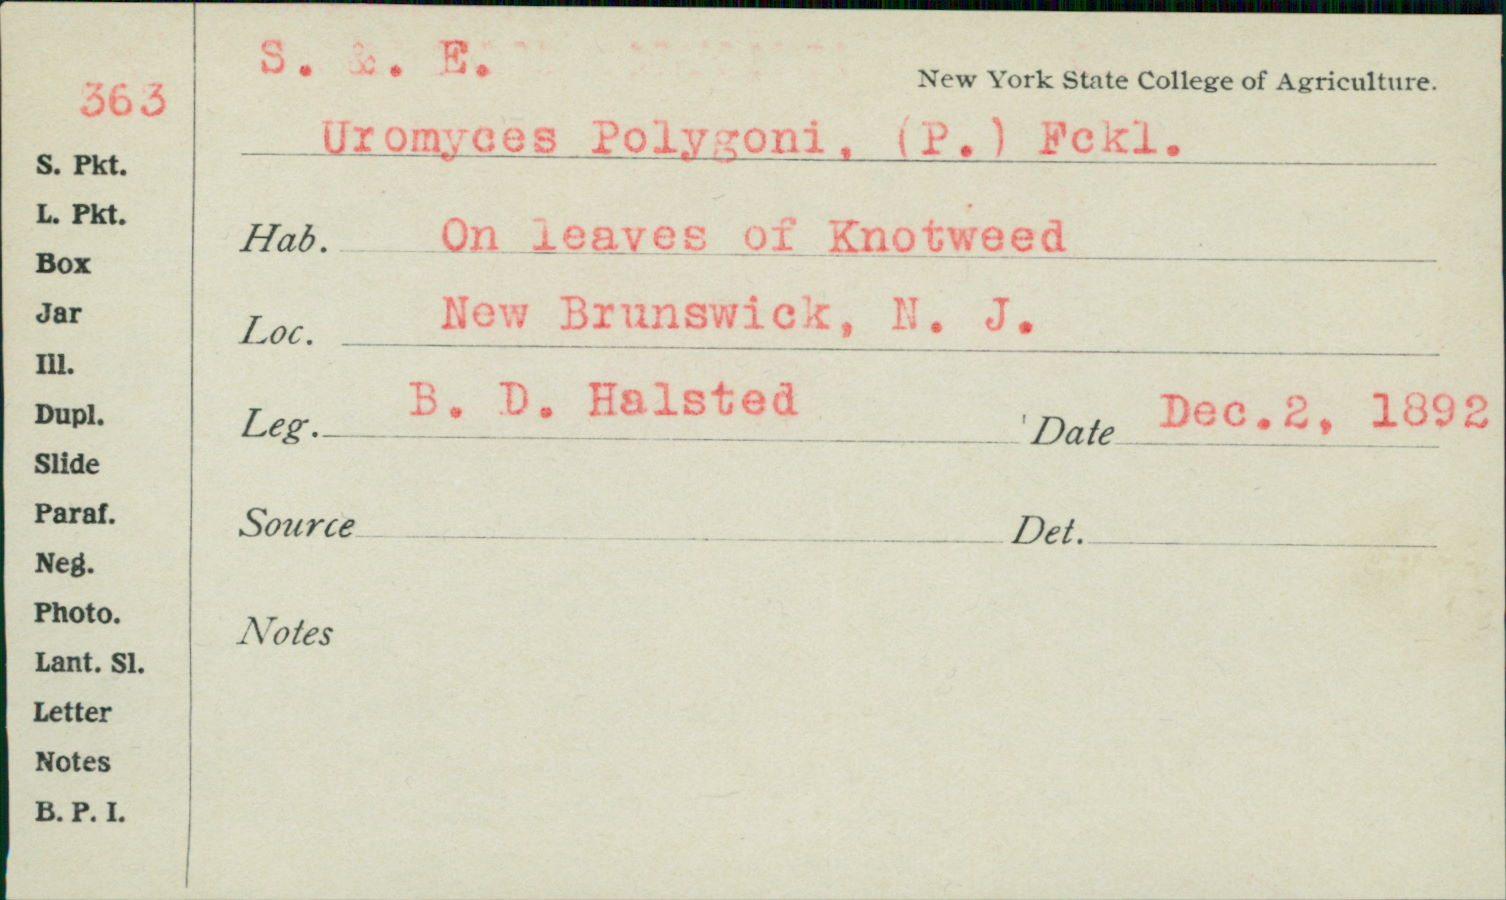 S. &. E.
New York State College of Agriculture.
363
Uromyces Polygoni, (P.) Fckl.
S. Pkt.
L. Pkt.
Box
Jar
Ill.
Dupl.
Slide
Paraf.
Neg.
Photo.
Lant. Sl.
Letter
Notes
B. P. I.
Hab. On leaves of Knotweed
Loc. New Brunswick, N. J.
Leg. B. D. Halsted Date Dec.2, 1892
Source Det.
Notes